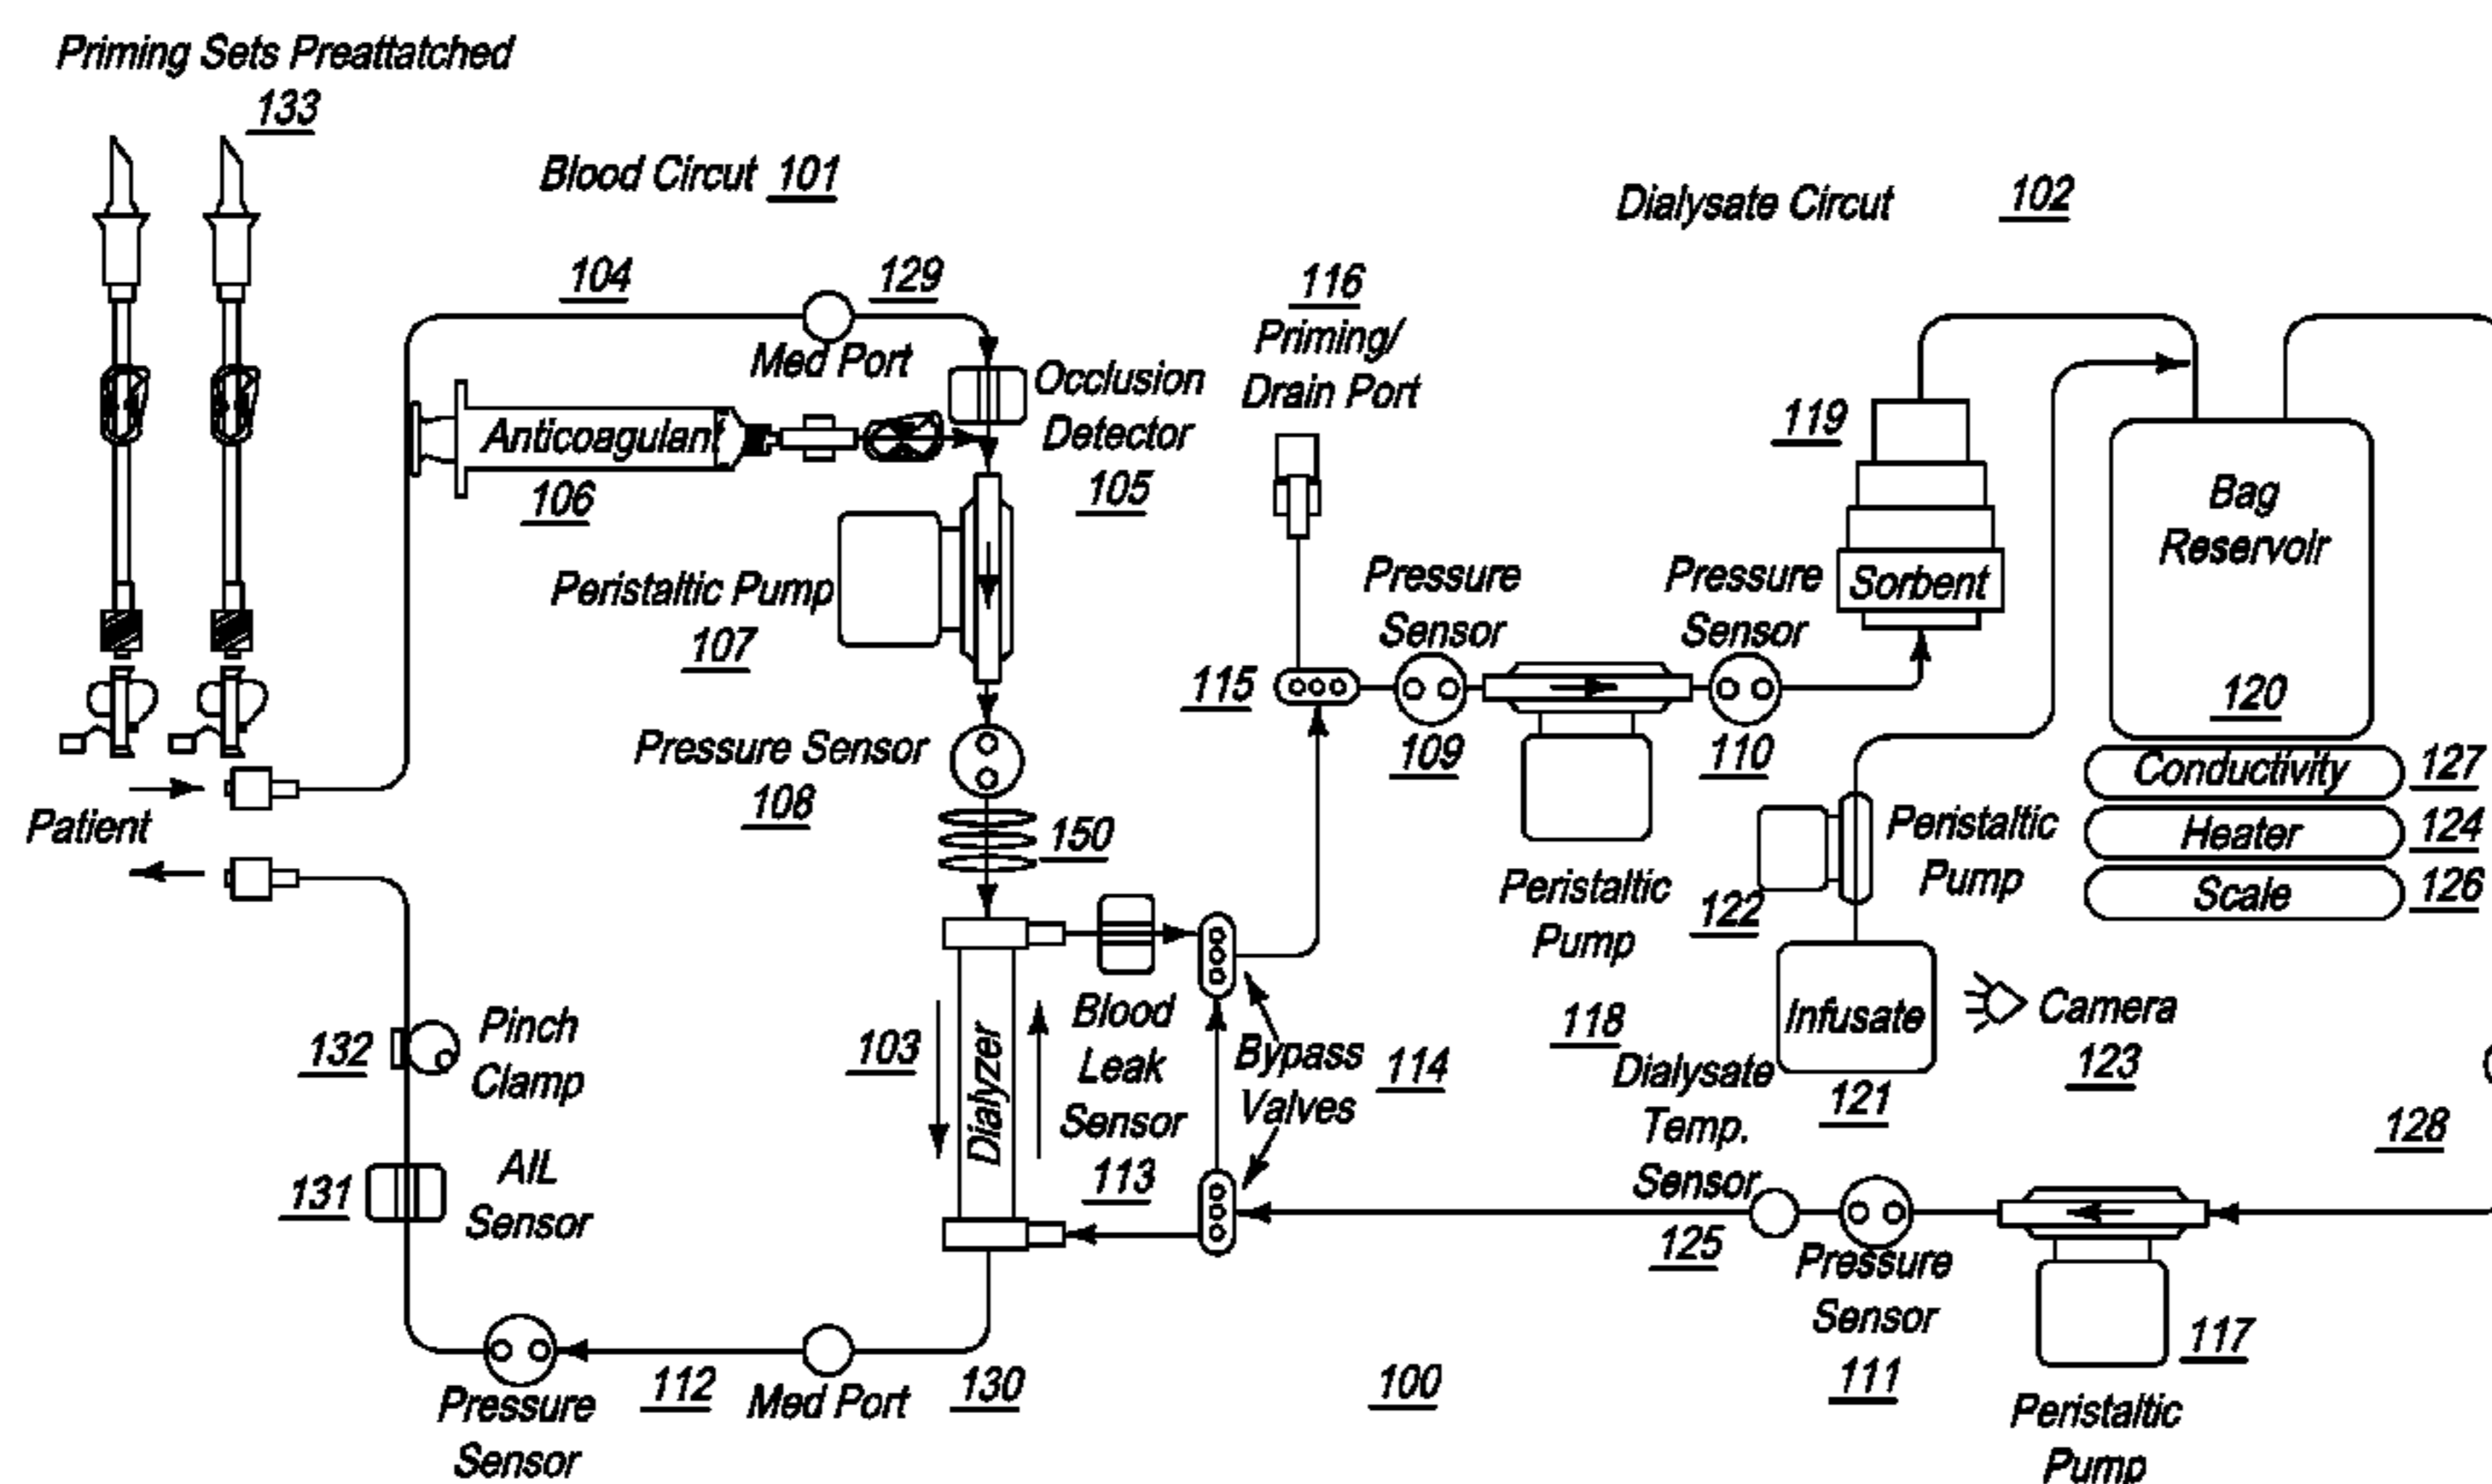 Priming Sets Preattatched
133
Blood Circut 101
Dialysate Circut 102
104
129
Med Port
Anticoagulant
106
Occlusion
Detector
105
Peristaltic Pump
107
Pressure Sensor
108
150
Patient
116
Priming/
Drain Port
115
Pressure
Sensor
109
Pressure
Sensor
110
Peristaltic
Pump
118
119
Sorbent
Bag
Reservoir
120
Conductivity 127
Heater 124
Scale 126
Peristaltic
Pump
122
Infusate
121
Camera
123
103
Dialyzer
Blood
Leak
Sensor
113
Bypass
Valves
114
Dialysate
Temp.
Sensor
125
Pressure
Sensor
111
128
117
Peristaltic
Pump
132
Pinch
Clamp
131
AIL
Sensor
Pressure
Sensor
112
Med Port
130
100